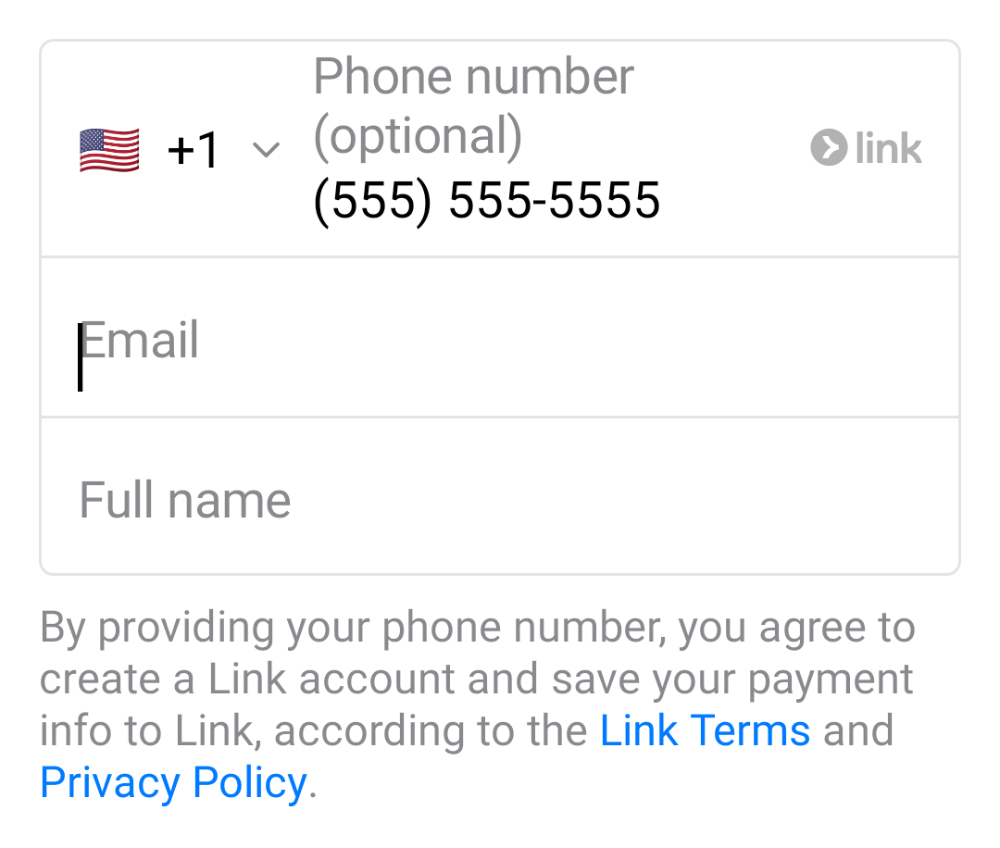 Phone number
(optional)
+1
(555) 555-5555
link
Email
Full name
By providing your phone number, you agree to
create a Link account and save your payment
info to Link, according to the Link Terms and
Privacy Policy.